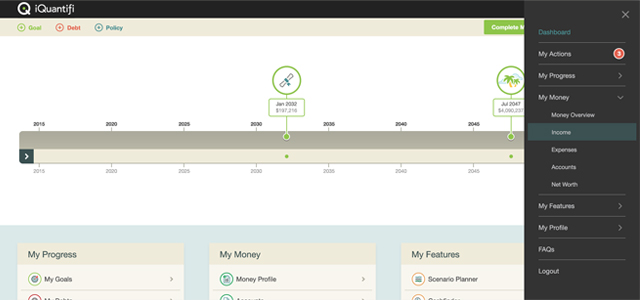 iQuantifi
Goal Debt Policy
Complete M
Jan 2032
$197,216
Jul 2047
$4,090,237
2015 2025 2025 2030 2035 2040 2045
2015 2020 2025 2030 2035 2040 2045
My Progress
My Goals
My Money
Money Profile
My Features
Scenario Planner
Dashboard
My Actions 3
My Progress
My Money
Money Overview
Income
Expenses
Accounts
Net Worth
My Features
My Profile
FAQs
Logout